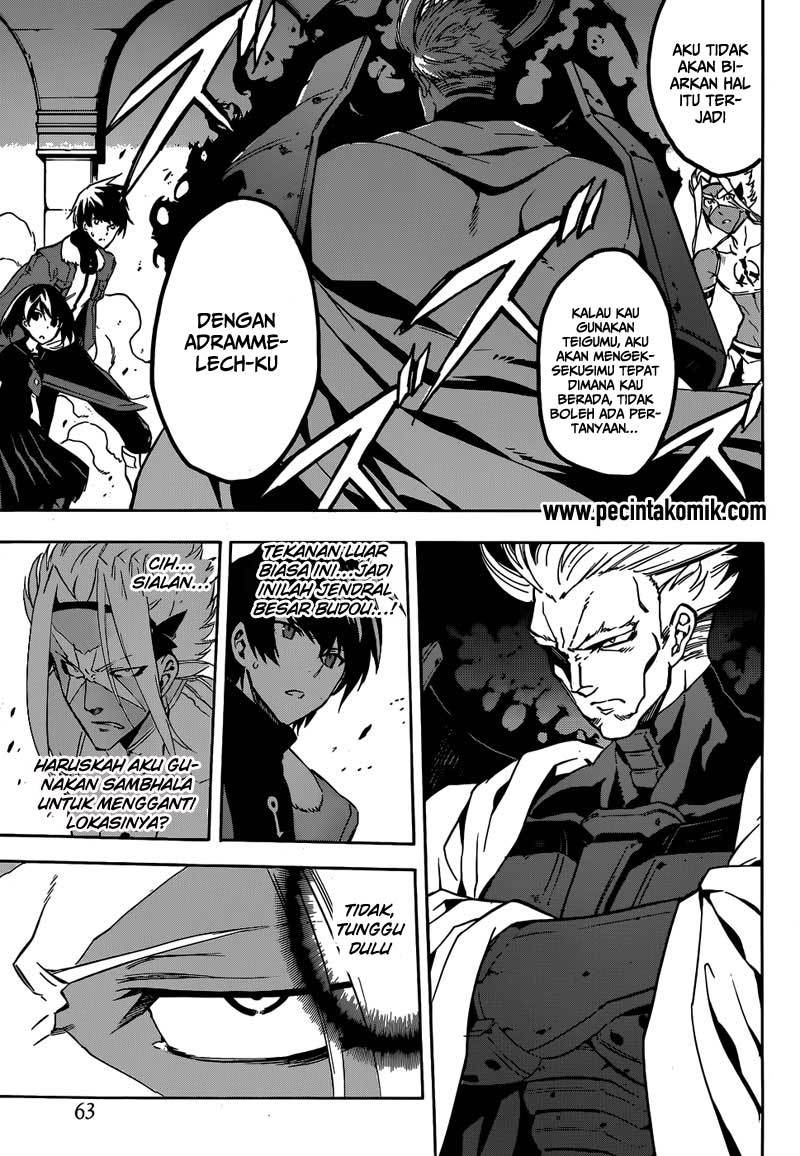 AKU TIDAK
AKAN BI-
ARKAN HAL
ITU TER-
JADI
KALAU KAU
GUNAKAN
TEIGUMU, AKU
AKAN MENGEK-
SEKUSIMU TEPAT
DIMANA KAU
BERADA, TIDAK
BOLEH ADA PER-
TANYAAN...
DENGAN
ADRAMME-
LECH-KU
www.pecintakomik.com
TEKANAN LUAR
BIASA INI....JADI
INILAH JENDRAL
BESAR BUDOU...!
CIH...
SIALAN...
HARUSKAH AKU GU-
NAKAN SAMBHALA
UNTUK MENGGANTI
LOKASINYA?
TIDAK,
TUNGGU
DULU
63